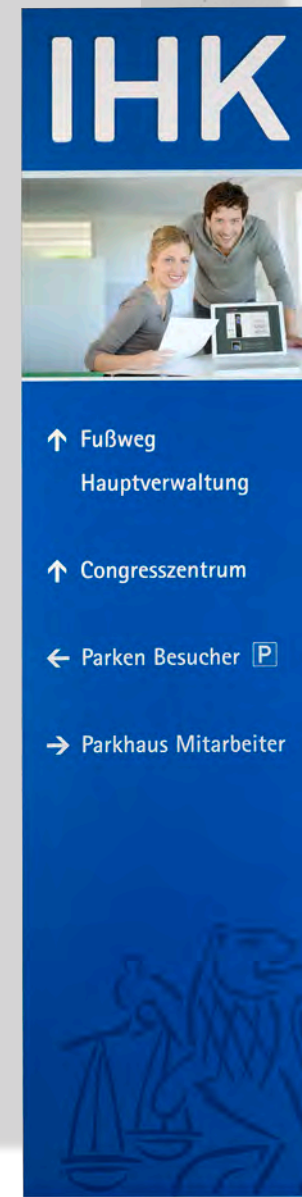 IHK
↑ Fußweg
Hauptverwaltung
↑ Congresszentrum
← Parken Besucher P
→ Parkhaus Mitarbeiter